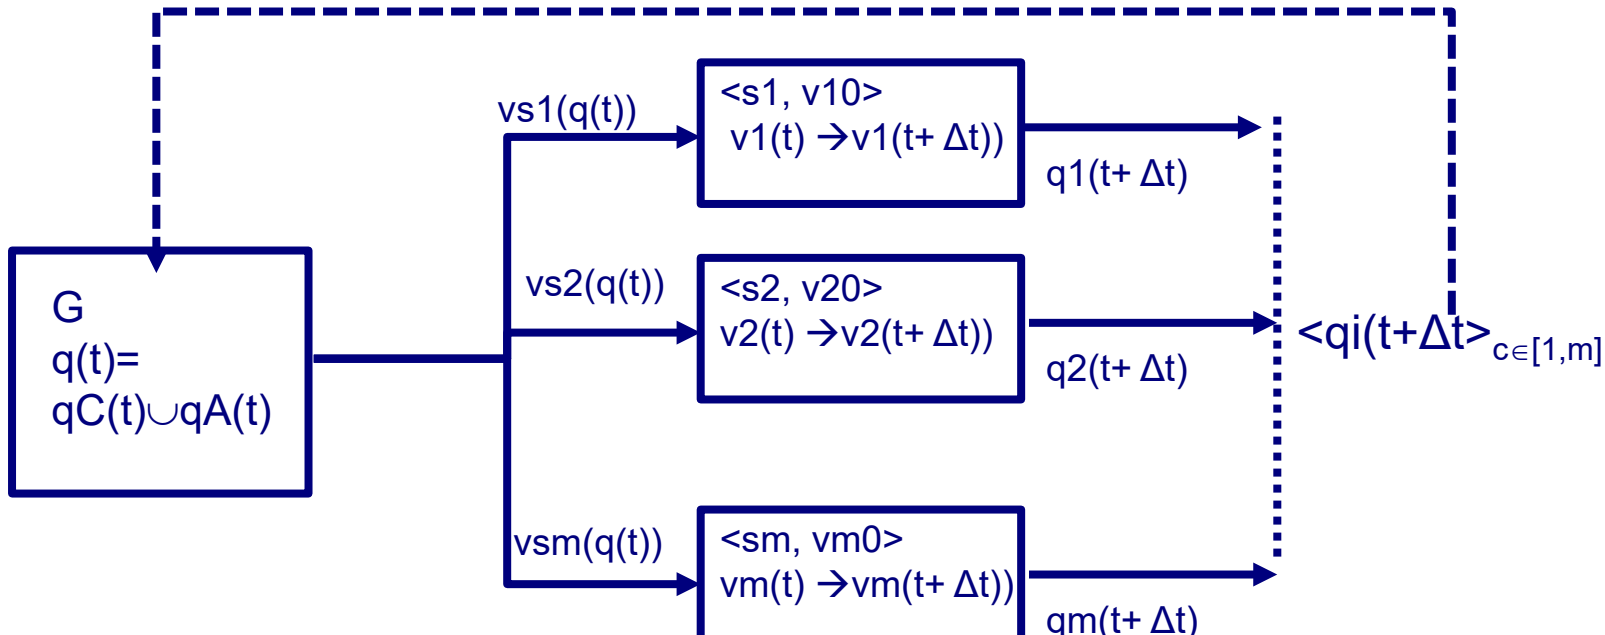 vs1(q(t))
<s1, v10>
v1(t) →v1(t+ Δt))
q1(t+ Δt)
G
q(t)=
qC(t)∪qA(t)
vs2(q(t))
<s2, v20>
v2(t) →v2(t+ Δt))
q2(t+ Δt)
<qi(t+Δt>c∈[1,m]
vsm(q(t))
<sm, vm0>
vm(t) →vm(t+ Δt))
qm(t+ Δt)